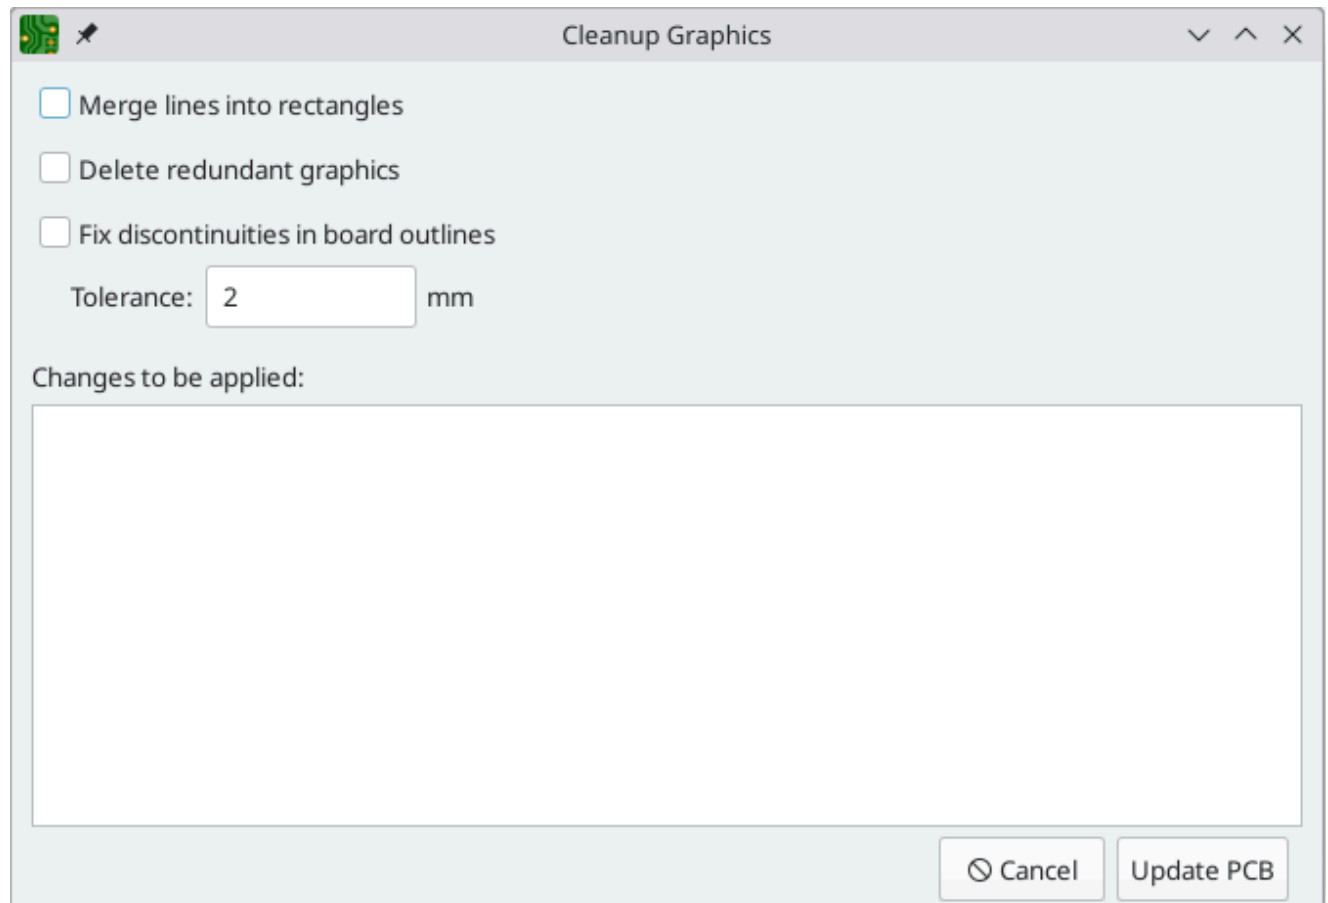 Cleanup Graphics
Merge lines into rectangles
Delete redundant graphics
Fix discontinuities in board outlines
Tolerance: 2 mm
Changes to be applied:
Cancel Update PCB